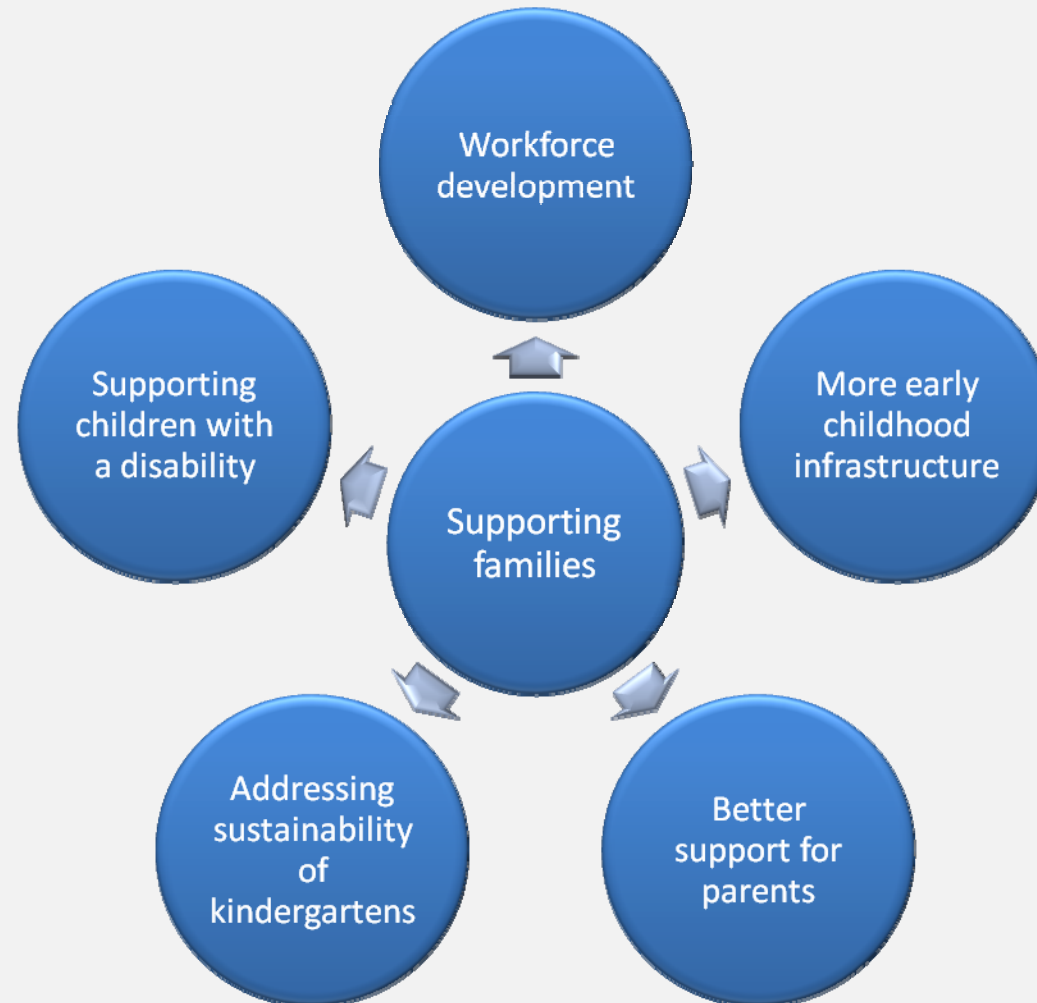 Workforce
development
Supporting
children with
a disability
More early
childhood
infrastructure
Supporting
families
Addressing
sustainability
of
kindergartens
Better
support for
parents